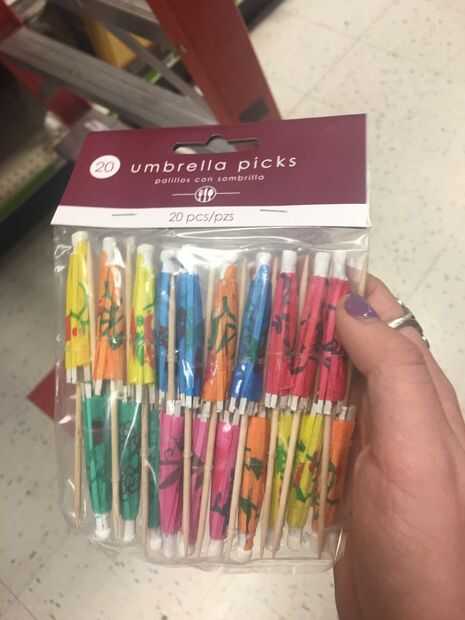 20
umbrella picks
palillos con sombrilla
20 pcs/pzs